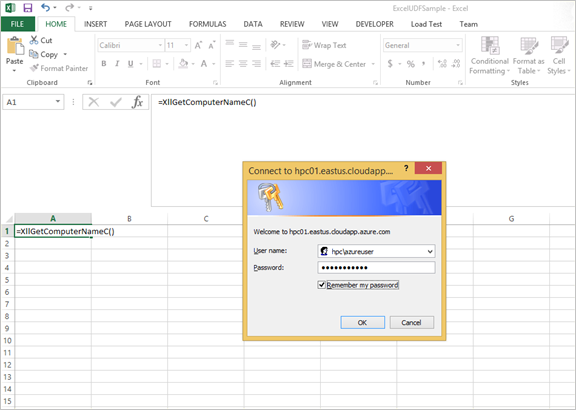 ExcelUDFSample - Excel
FILE HOME INSERT PAGE LAYOUT FORMULAS DATA REVIEW VIEW DEVELOPER Load Test Team
Cut
Copy
Format Painter
Paste
Clipboard
Calibri 11
B I U
Font
Wrap Text
Merge & Center
Alignment
General
$ % ,
Number
Conditional Formatting
Format as Table
Cell Styles
Styles
A1 fx =XllGetComputerNameC()
Connect to hpc01.eastus.cloudapp....
? x
Welcome to hpc01.eastus.cloudapp.azure.com
User name: hpc\azureuser
Password: •••••••••••
Remember my password
OK Cancel
A B C D E F G
1 =XllGetComputerNameC()
2
3
4
5
6
7
8
9
10
11
12
13
14
15